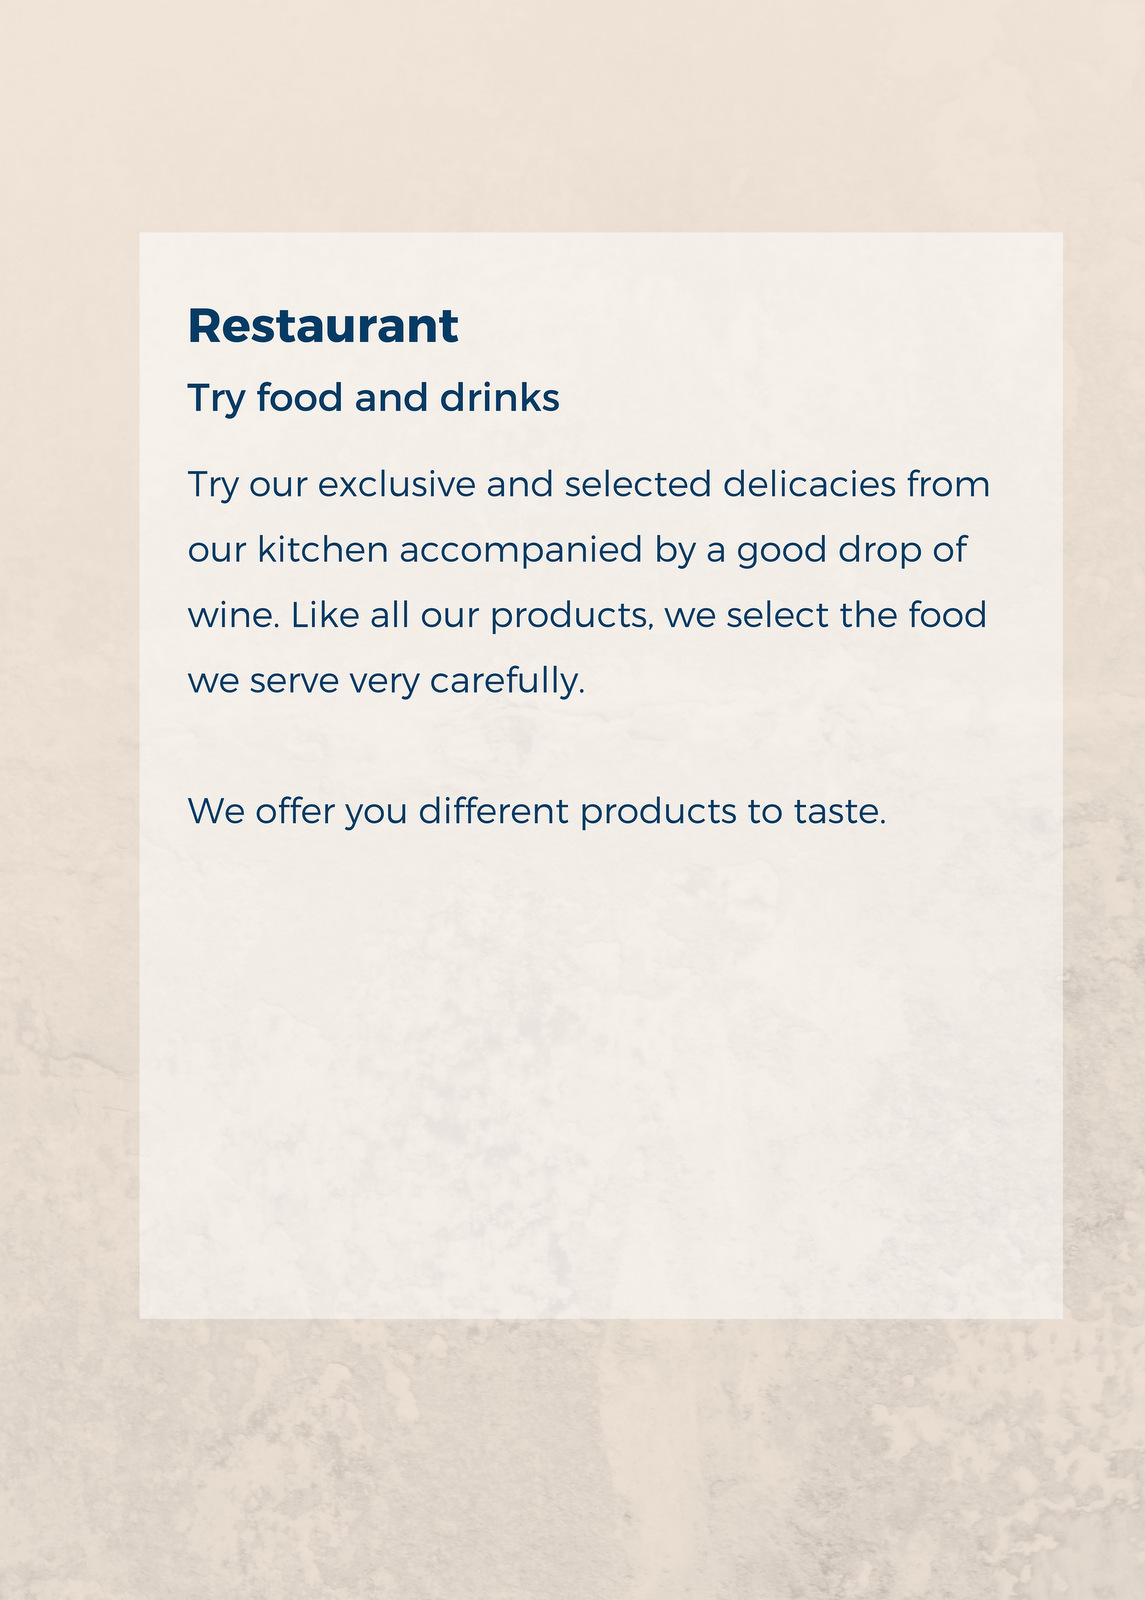 Restaurant
Try food and drinks
Try our exclusive and selected delicacies from
our kitchen accompanied by a good drop of
wine. Like all our products, we select the food
we serve very carefully.
We offer you different products to taste.